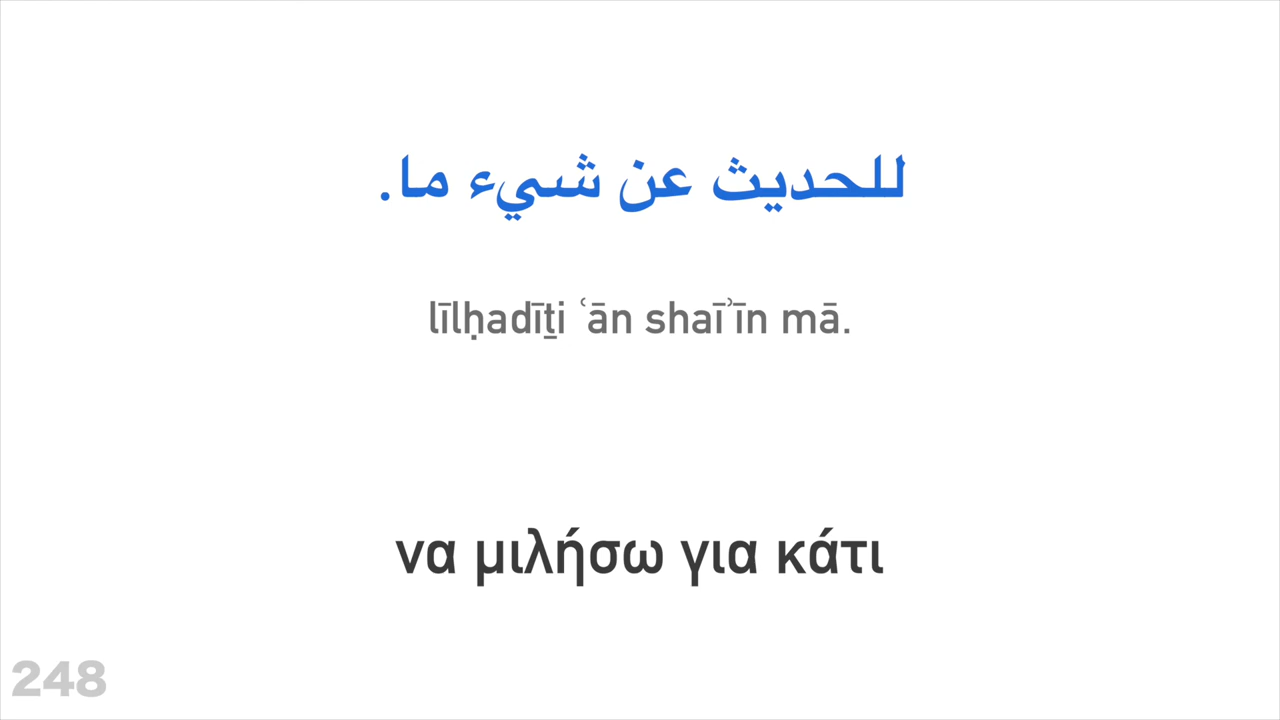 للحديث عن شيء ما.
līlḥadīṯi ʿān shaīʾīn mā.
να μιλήσω για κάτι
248